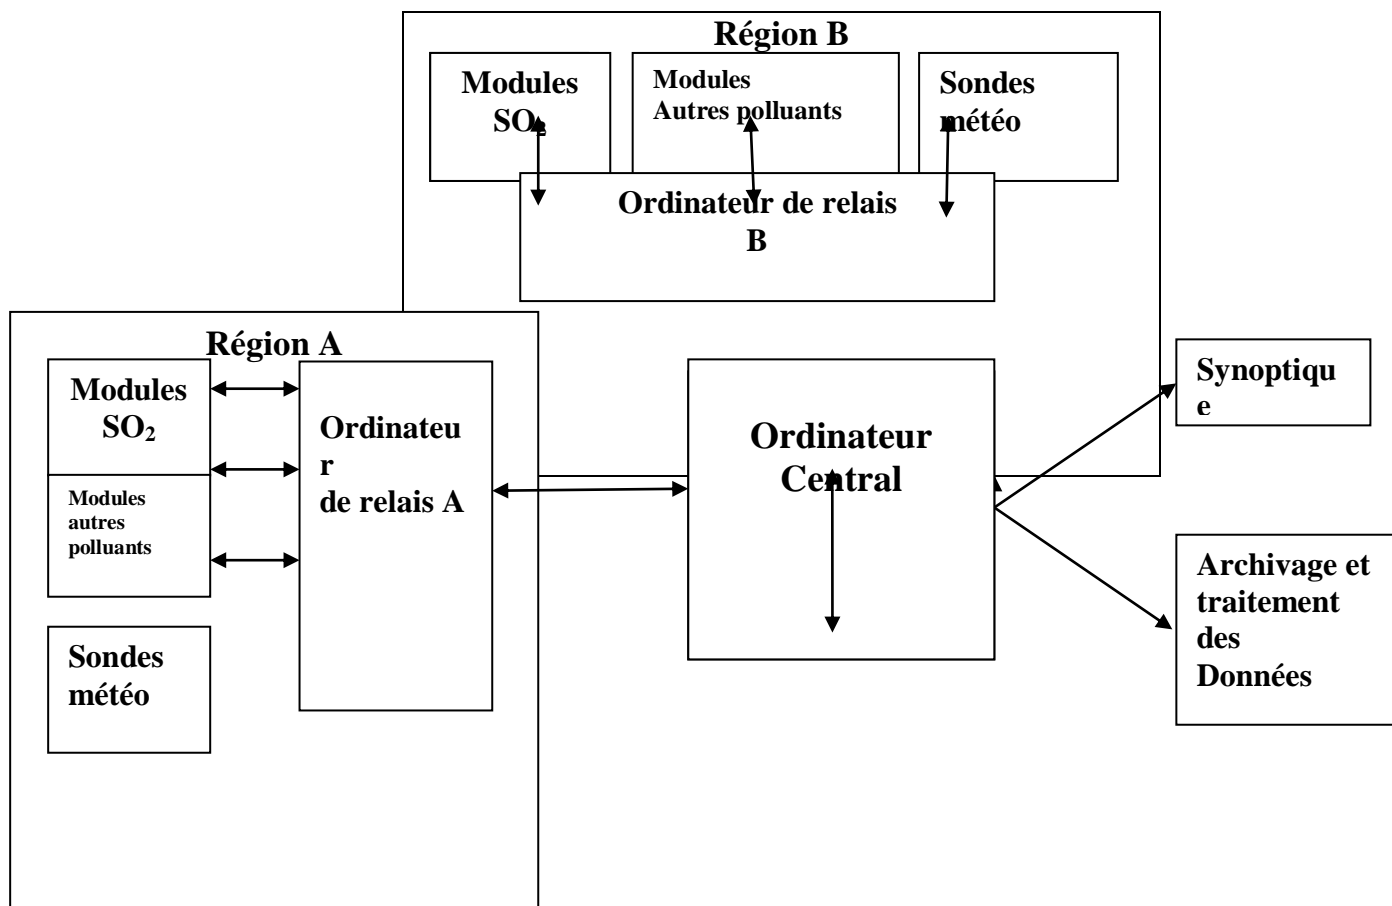 Région B
Modules
SO₂
Modules
Autres polluants
Sondes
météo
Ordinateur de relais
B
Région A
Modules
SO₂
Modules
autres
polluants
Sondes
météo
Ordinateu
r
de relais A
Ordinateur
Central
Synoptiqu
e
Archivage et
traitement
des
Données